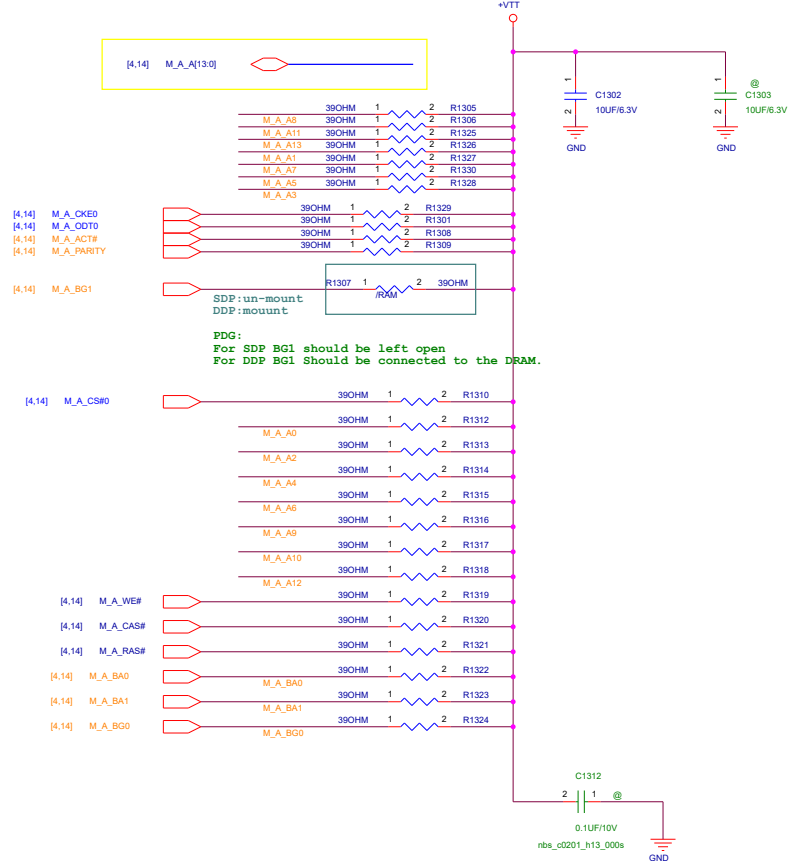 +VTT
[4,14] M_A_A[13:0]
@
C1302
C1303
1
2
10UF/6.3V
GND
1
2
10UF/6.3V
GND
39OHM 1 2 R1305
M_A_A8 39OHM 1 2 R1306
M_A_A11 39OHM 1 2 R1325
M_A_A13 39OHM 1 2 R1326
M_A_A1 39OHM 1 2 R1327
M_A_A7 39OHM 1 2 R1330
M_A_A5 39OHM 1 2 R1328
M_A_A3
[4,14] M_A_CKE0 39OHM 1 2 R1329
[4,14] M_A_ODT0 39OHM 1 2 R1301
[4,14] M_A_ACT# 39OHM 1 2 R1308
[4,14] M_A_PARITY 39OHM 1 2 R1309
[4,14] M_A_BG1 R1307 1 2 39OHM
/RAM
SDP:un-mount
DDP:mouunt
PDG:
For SDP BG1 should be left open
For DDP BG1 Should be connected to the DRAM.
[4,14] M_A_CS#0 39OHM 1 2 R1310
39OHM 1 2 R1312
M_A_A0
39OHM 1 2 R1313
M_A_A2
39OHM 1 2 R1314
M_A_A4
39OHM 1 2 R1315
M_A_A6
39OHM 1 2 R1316
M_A_A9
39OHM 1 2 R1317
M_A_A10
39OHM 1 2 R1318
M_A_A12
[4,14] M_A_WE# 39OHM 1 2 R1319
[4,14] M_A_CAS# 39OHM 1 2 R1320
[4,14] M_A_RAS# 39OHM 1 2 R1321
[4,14] M_A_BA0 39OHM 1 2 R1322
M_A_BA0
[4,14] M_A_BA1 39OHM 1 2 R1323
M_A_BA1
[4,14] M_A_BG0 39OHM 1 2 R1324
M_A_BG0
C1312
2 1 @
0.1UF/10V
nbs_c0201_h13_000s
GND